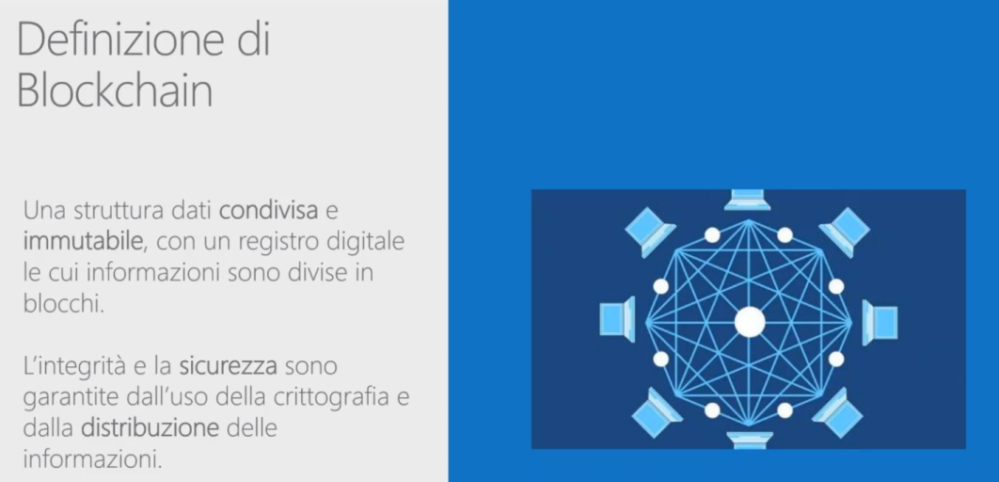 Definizione di
Blockchain
Una struttura dati condivisa e
immutabile, con un registro digitale
le cui informazioni sono divise in
blocchi.
L'integrità e la sicurezza sono
garantite dall'uso della crittografia e
dalla distribuzione delle
informazioni.